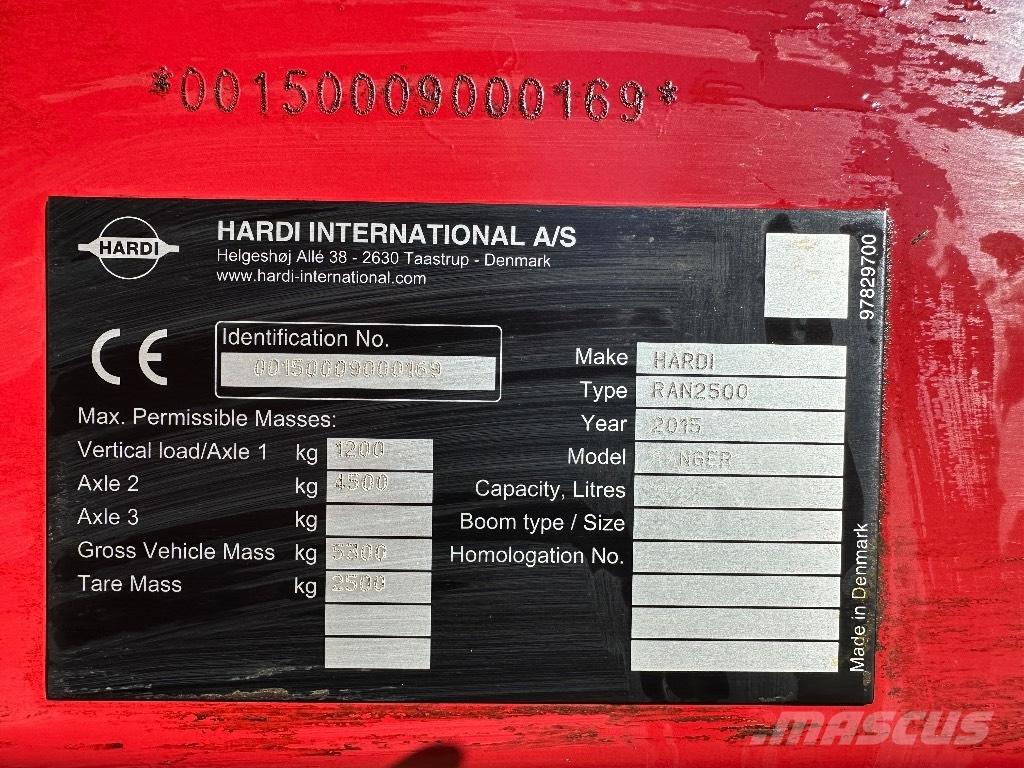 *00150009000169*
HARDI
HARDI INTERNATIONAL A/S
Helgeshøj Allé 38 - 2630 Taastrup - Denmark
www.hardi-international.com
97829700
CE
Identification No.
00150009000169
Make HARDI
Type RAN2500
Year 2015
Model RANGER
Capacity, Litres
Boom type / Size
Homologation No.
Max. Permissible Masses:
Vertical load/Axle 1 kg 1200
Axle 2 kg 4500
Axle 3 kg
Gross Vehicle Mass kg
Tare Mass kg 2500
Made in Denmark
MASCUS